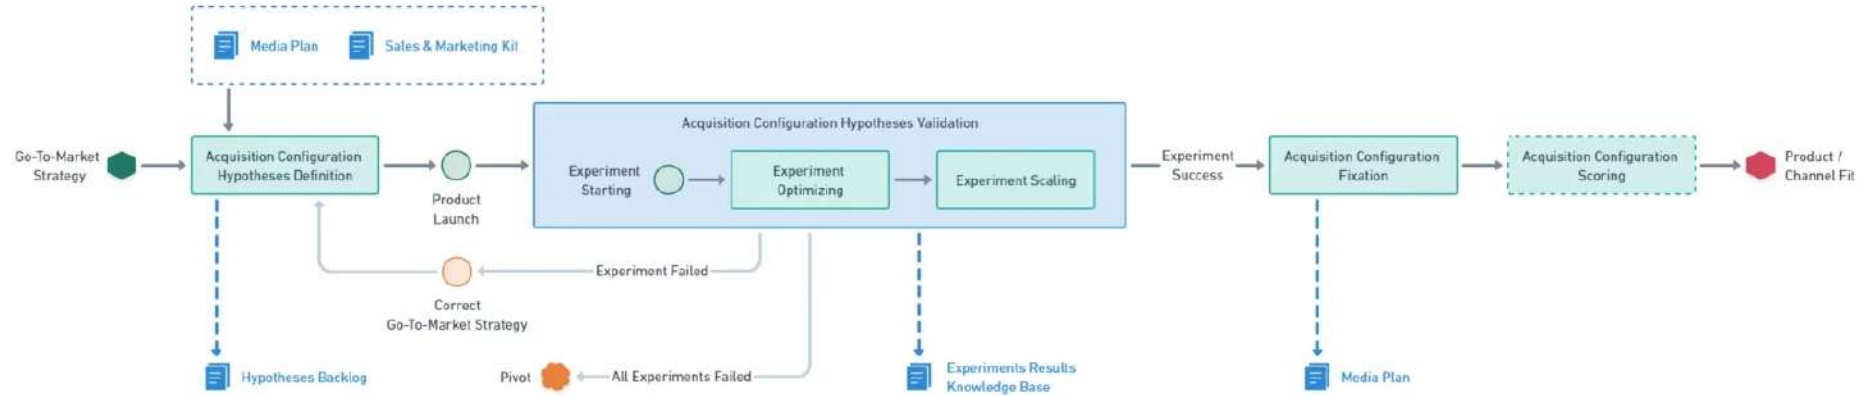 Media Plan
Sales & Marketing Kit
Go-To-Market
Strategy
Acquisition Configuration
Hypotheses Definition
Product
Launch
Acquisition Configuration Hypotheses Validation
Experiment
Starting
Experiment
Optimizing
Experiment Scaling
Experiment
Success
Acquisition Configuration
Fixation
Acquisition Configuration
Scoring
Product /
Channel Fit
Experiment Failed
Correct
Go-To-Market Strategy
Hypotheses Backlog
Pivot
All Experiments Failed
Experiments Results
Knowledge Base
Media Plan